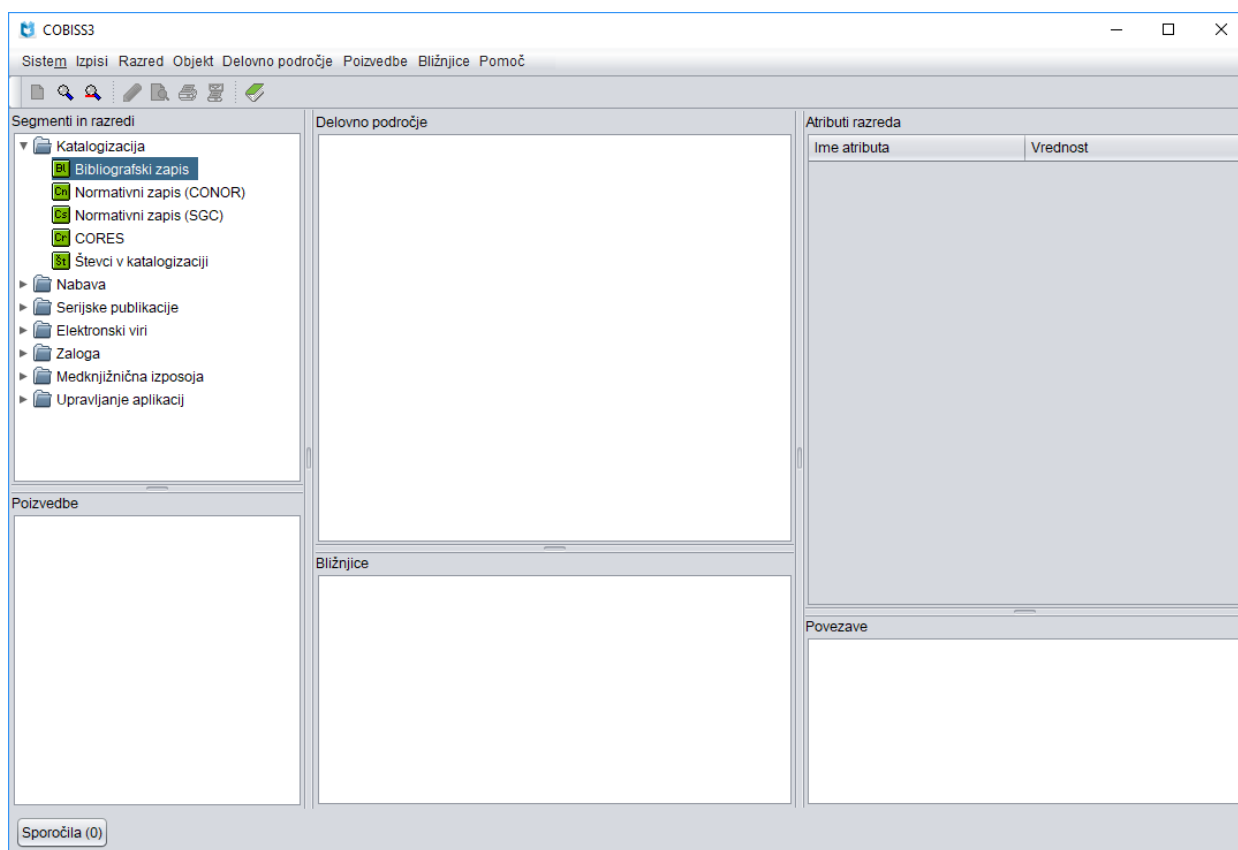 COBISS3
Sistem Izpisi Razred Objekt Delovno področje Poizvedbe Bližnjice Pomoč
Segmenti in razredi
Katalogizacija
Bl Bibliografski zapis
Cn Normativni zapis (CONOR)
Cs Normativni zapis (SGC)
Cr CORES
Št Števci v katalogizaciji
Nabava
Serijske publikacije
Elektronski viri
Zaloga
Medknjižnična izposoja
Upravljanje aplikacij
Poizvedbe
Delovno področje
Bližnjice
Atributi razreda
Ime atributa Vrednost
Povezave
Sporočila (0)